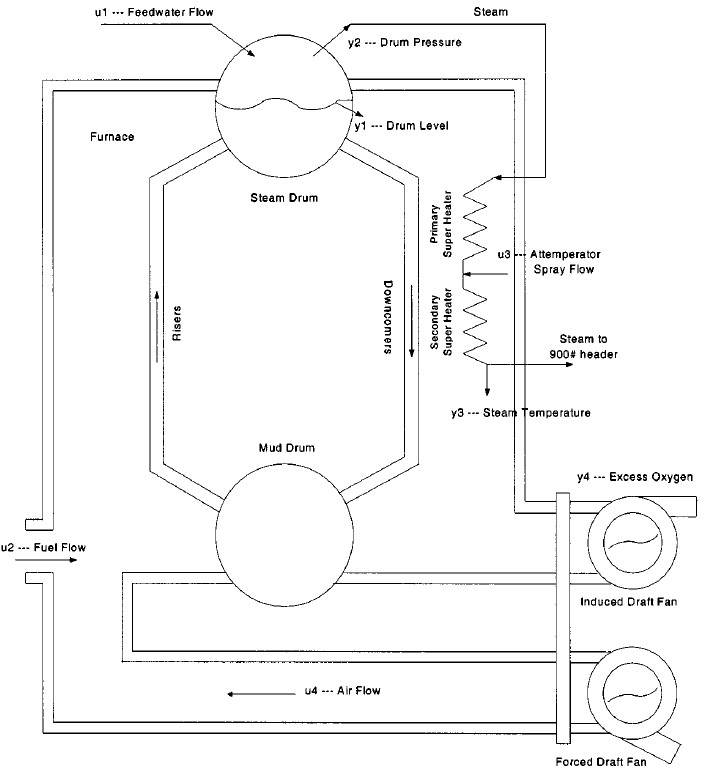 u1 --- Feedwater Flow
Steam
y2 --- Drum Pressure
y1 --- Drum Level
Furnace
Steam Drum
Primary
Super Heater
u3 --- Attemperator
Spray Flow
Risers
Downcomers
Secondary
Super Heater
Steam to
900# header
y3 --- Steam Temperature
Mud Drum
y4 --- Excess Oxygen
u2 --- Fuel Flow
Induced Draft Fan
u4 --- Air Flow
Forced Draft Fan